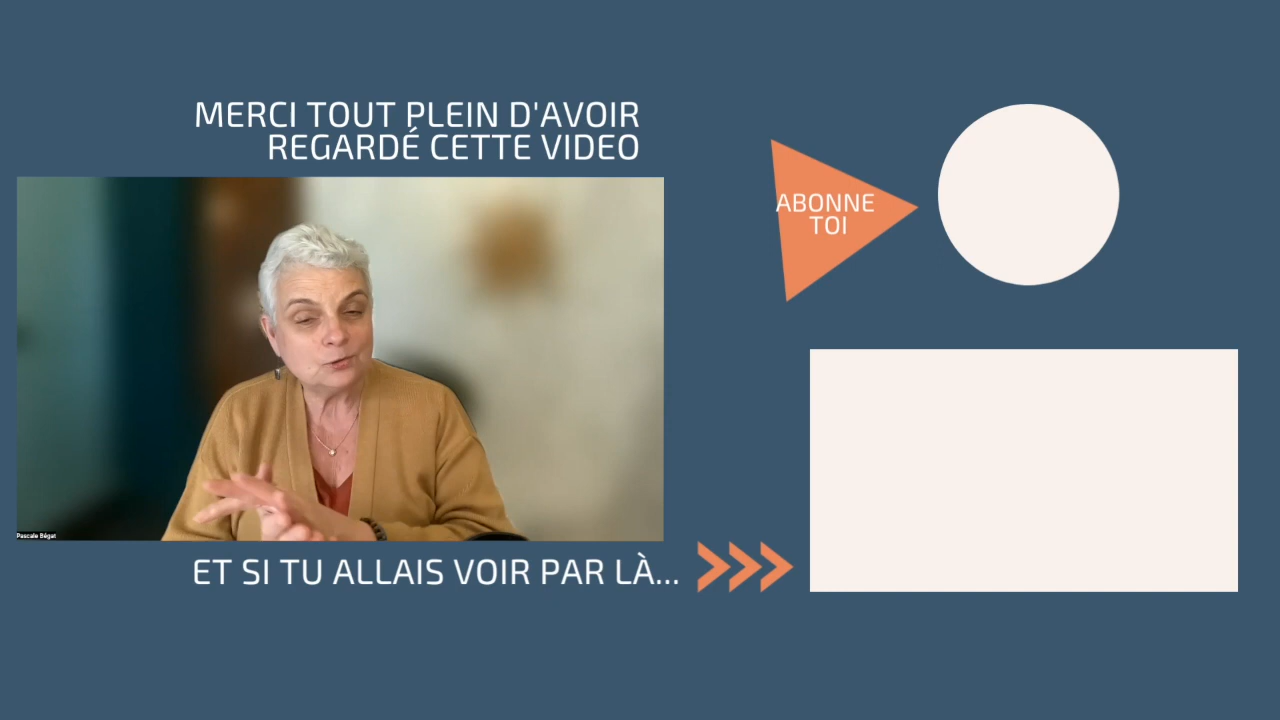 MERCI TOUT PLEIN D'AVOIR
REGARDÉ CETTE VIDEO
ABONNE
TOI
Pascale Bégat
ET SI TU ALLAIS VOIR PAR LÀ...